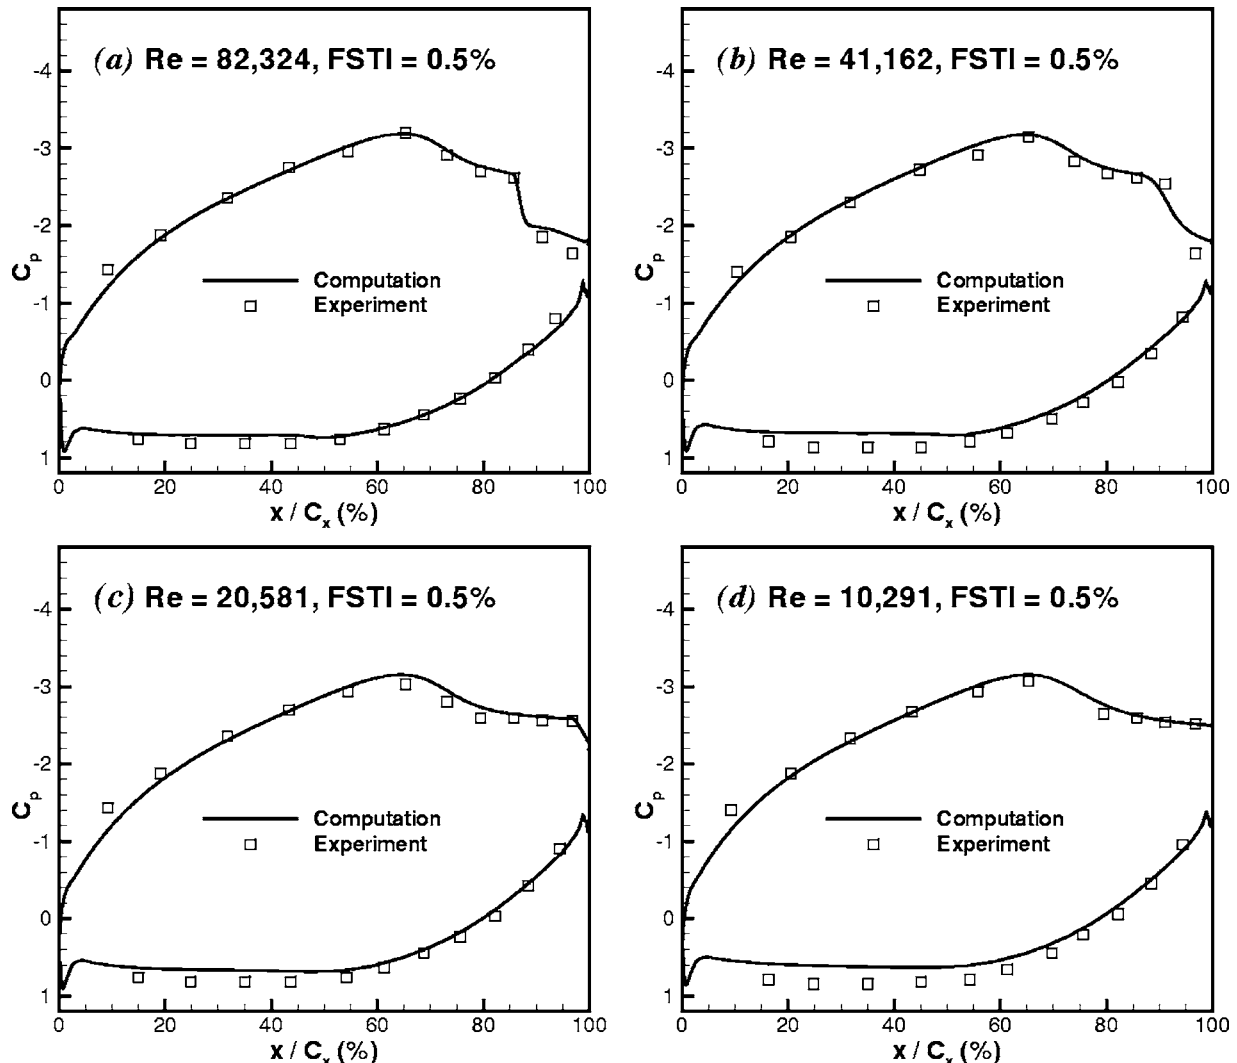 (a) Re = 82,324, FSTI = 0.5%
-4
-3
-2
-1
0
1
C_p
Computation
Experiment
0 20 40 60 80 100
x / C_x (%)
(b) Re = 41,162, FSTI = 0.5%
-4
-3
-2
-1
0
1
C_p
Computation
Experiment
0 20 40 60 80 100
x / C_x (%)
(c) Re = 20,581, FSTI = 0.5%
-4
-3
-2
-1
0
1
C_p
Computation
Experiment
0 20 40 60 80 100
x / C_x (%)
(d) Re = 10,291, FSTI = 0.5%
-4
-3
-2
-1
0
1
C_p
Computation
Experiment
0 20 40 60 80 100
x / C_x (%)